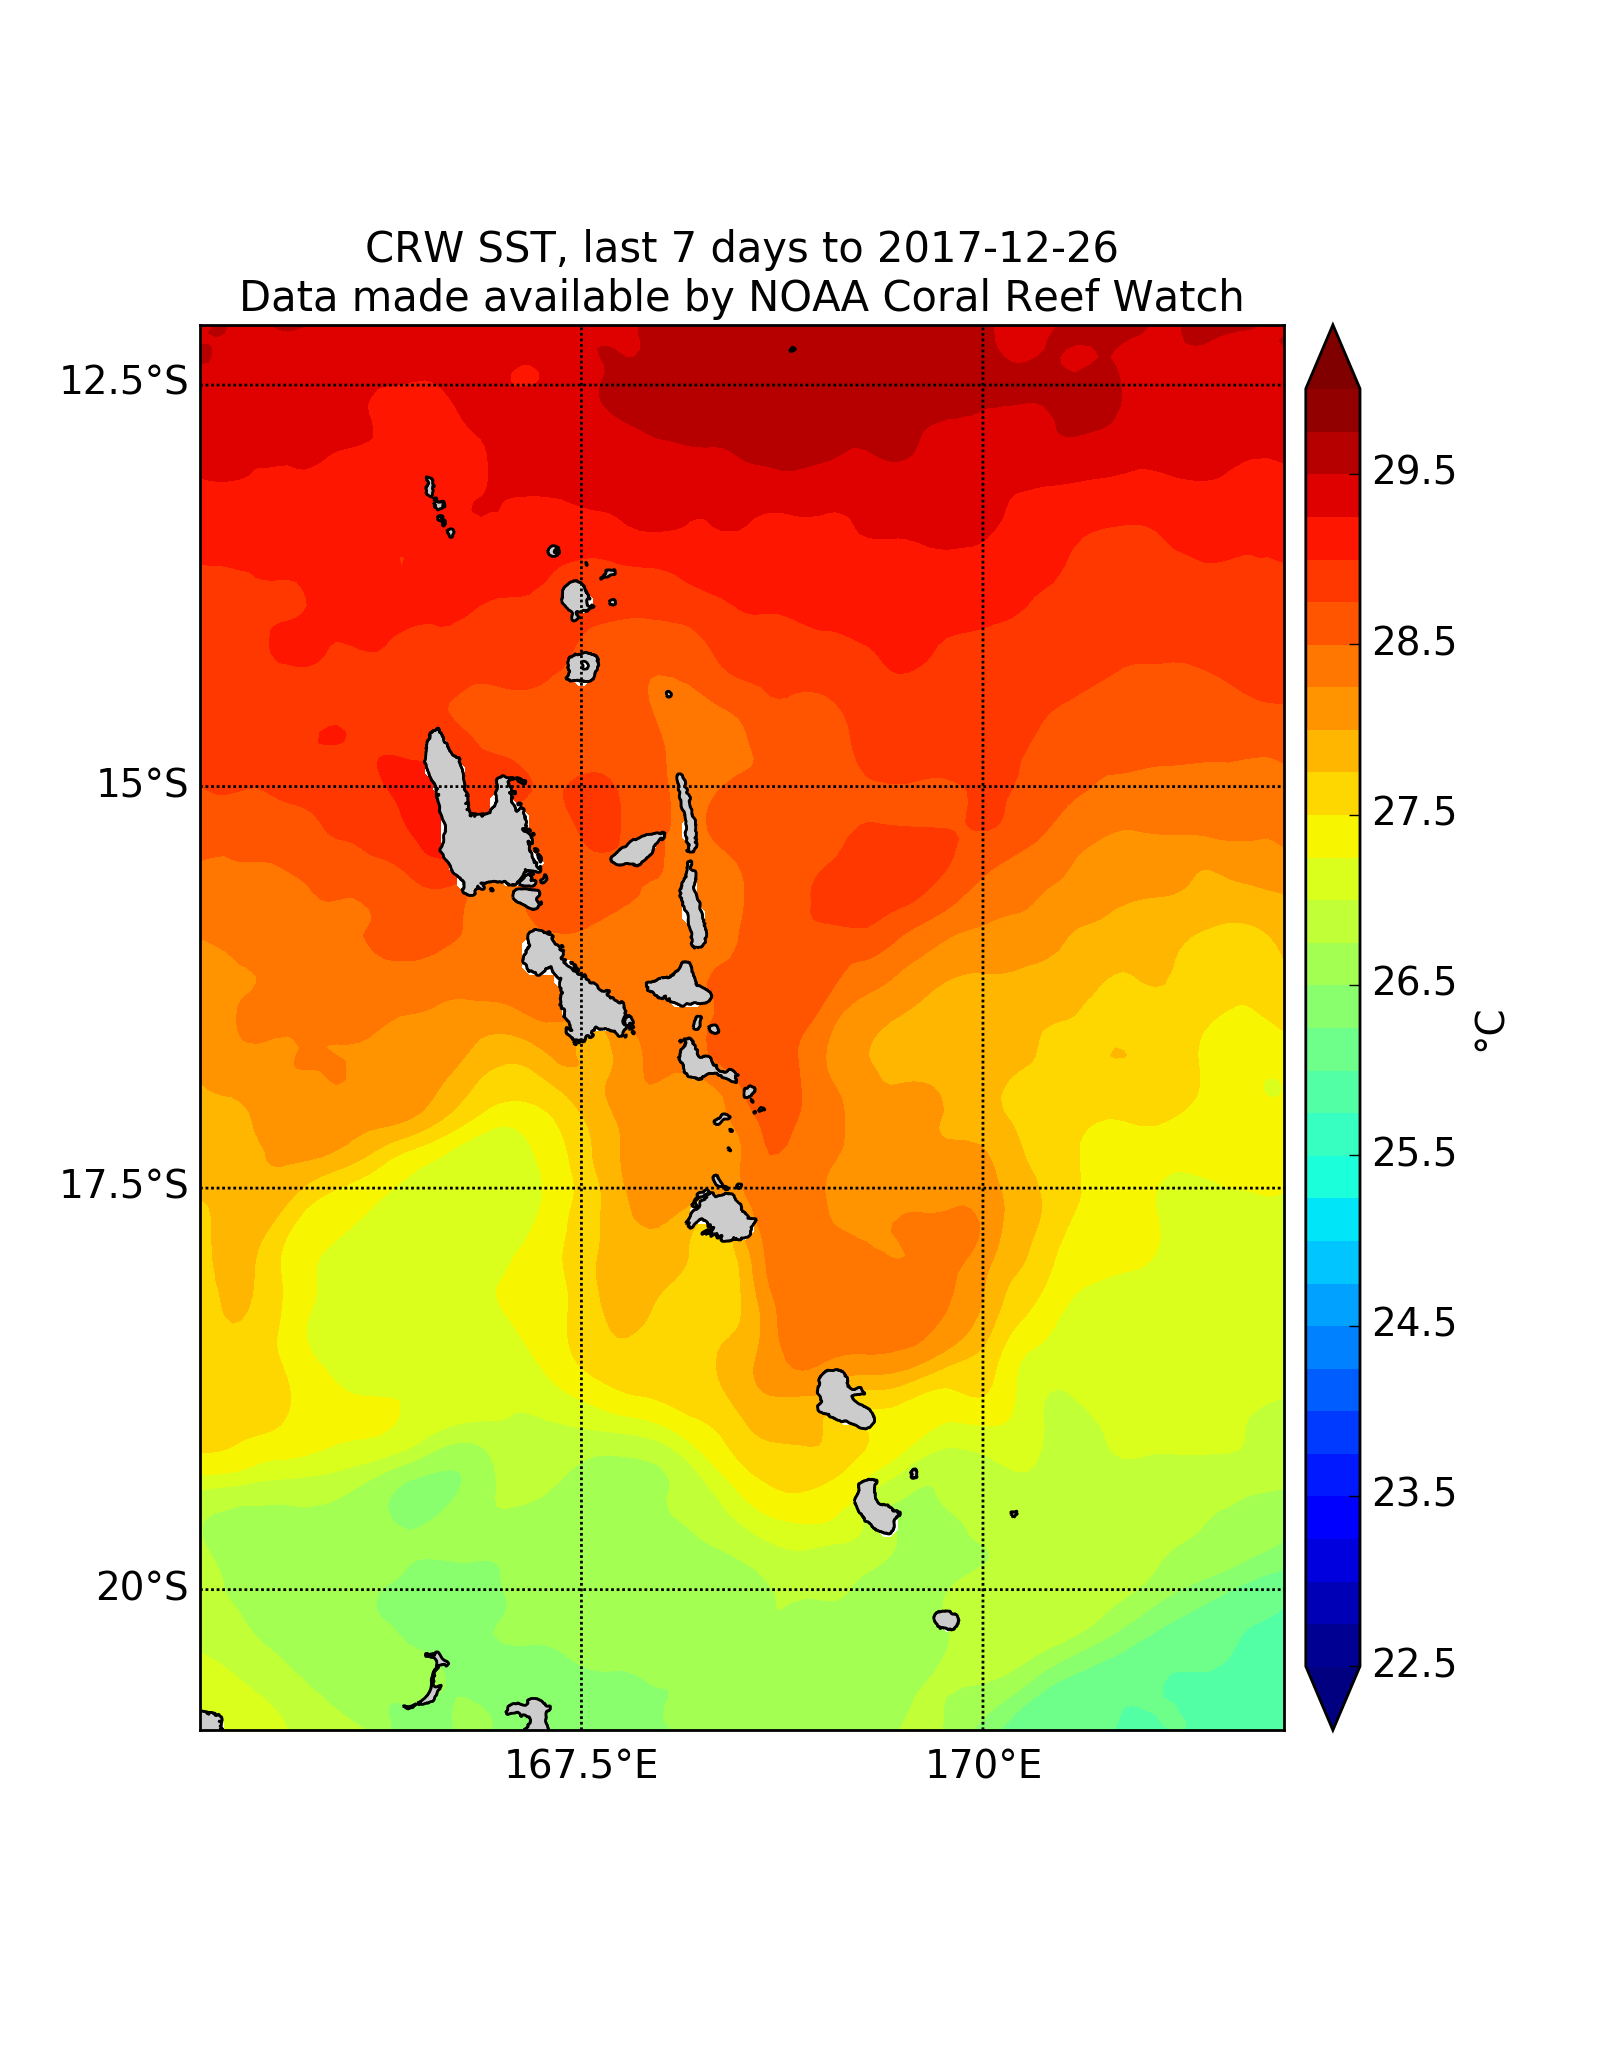 CRW SST, last 7 days to 2017-12-26
Data made available by NOAA Coral Reef Watch
12.5°S
15°S
17.5°S
20°S
167.5°E
170°E
29.5
28.5
27.5
26.5
25.5
24.5
23.5
22.5
°C